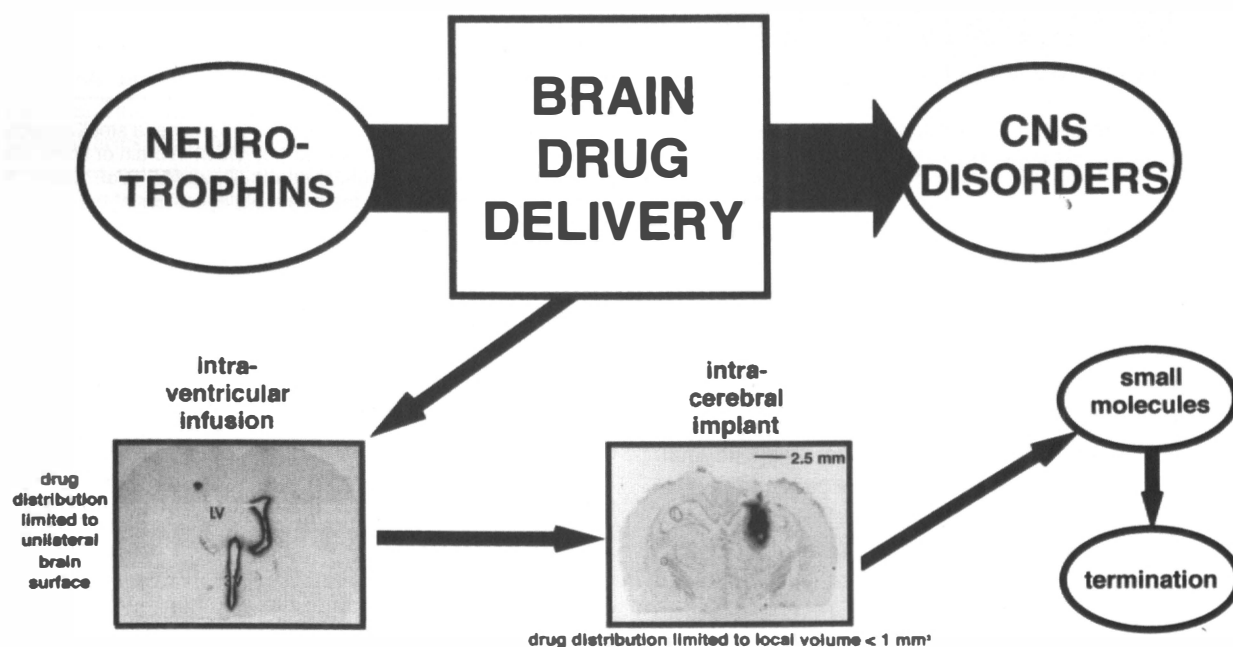 NEURO-
TROPHINS
BRAIN
DRUG
DELIVERY
CNS
DISORDERS
intra-
ventricular
infusion
drug
distribution
limited to
unilateral
brain
surface
LV
3V
intra-
cerebral
implant
2.5 mm
drug distribution limited to local volume < 1 mm³
small
molecules
termination